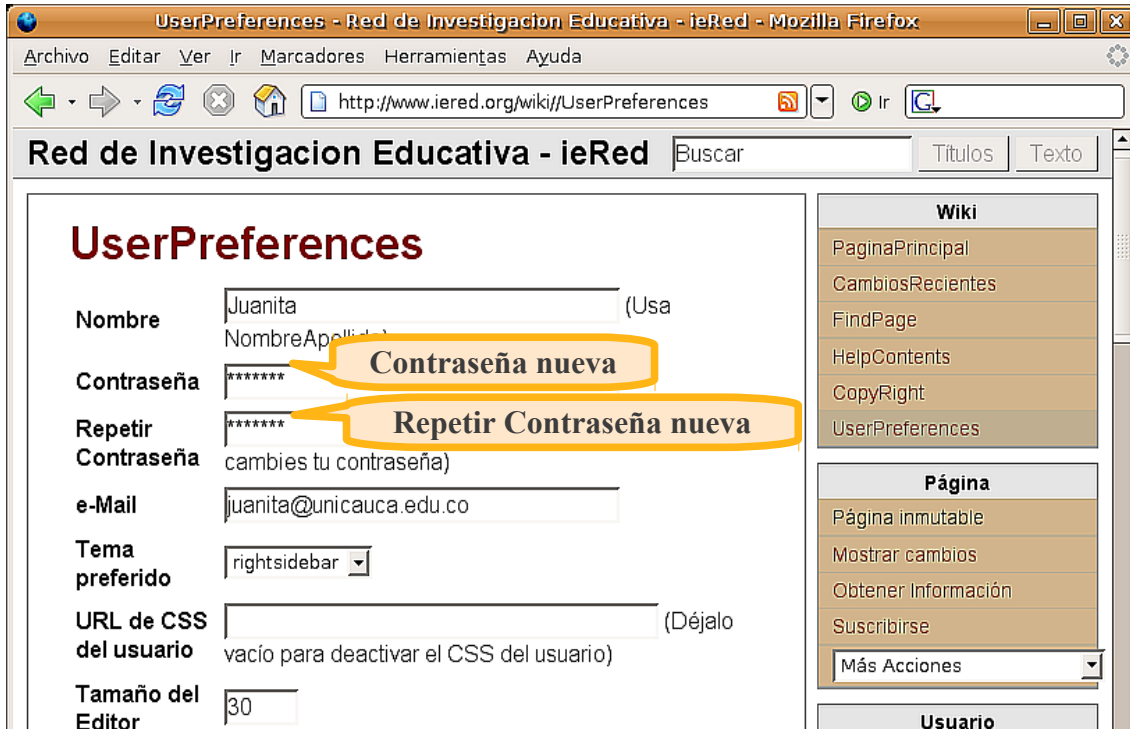 UserPreferences - Red de Investigacion Educativa - ieRed - Mozilla Firefox
Archivo Editar Ver Ir Marcadores Herramientas Ayuda
http://www.iered.org/wiki//UserPreferences Ir G
Red de Investigacion Educativa - ieRed Buscar Títulos Texto
UserPreferences
Nombre Juanita (Usa
NombreApellido)
Contraseña *******
Contraseña nueva
Repetir
Contraseña *******
Repetir Contraseña nueva
cambies tu contraseña)
e-Mail juanita@unicauca.edu.co
Tema
preferido rightsidebar
URL de CSS
del usuario (Déjalo
vacío para deactivar el CSS del usuario)
Tamaño del
Editor 30
Wiki
PaginaPrincipal
CambiosRecientes
FindPage
HelpContents
CopyRight
UserPreferences
Página
Página inmutable
Mostrar cambios
Obtener Información
Suscribirse
Más Acciones
Usuario